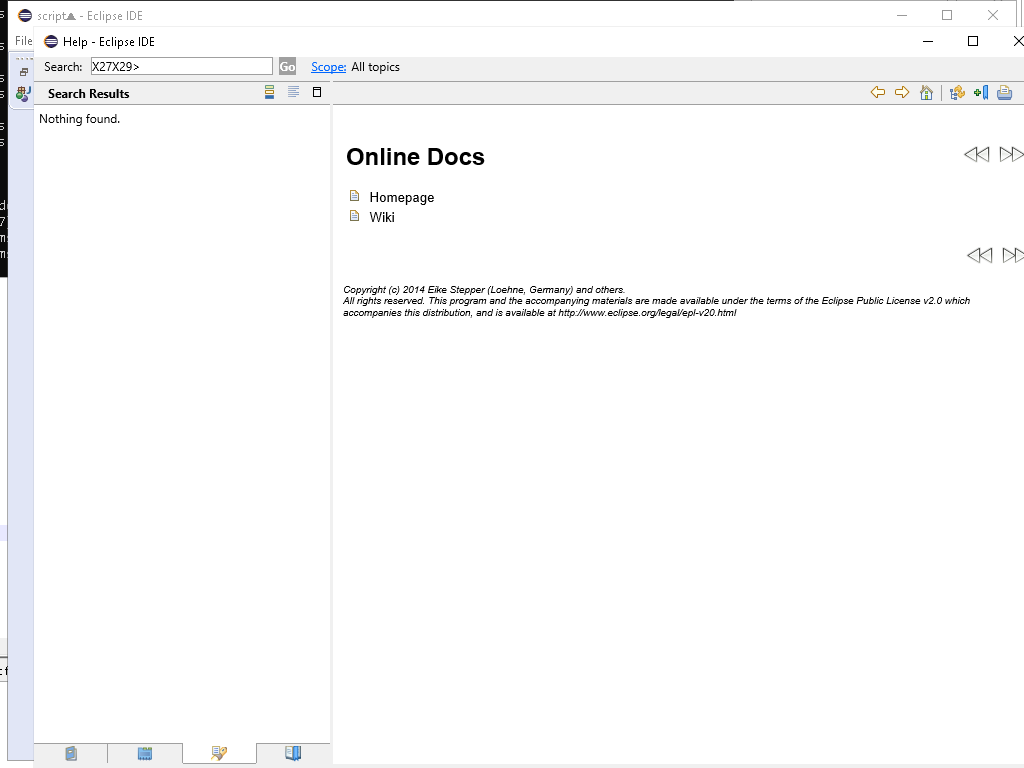 script▲ - Eclipse IDE
File
Help - Eclipse IDE
Search: X27X29> Go Scope: All topics
Search Results
Nothing found.
Online Docs
Homepage
Wiki
Copyright (c) 2014 Eike Stepper (Loehne, Germany) and others.
All rights reserved. This program and the accompanying materials are made available under the terms of the Eclipse Public License v2.0 which
accompanies this distribution, and is available at http://www.eclipse.org/legal/epl-v20.html